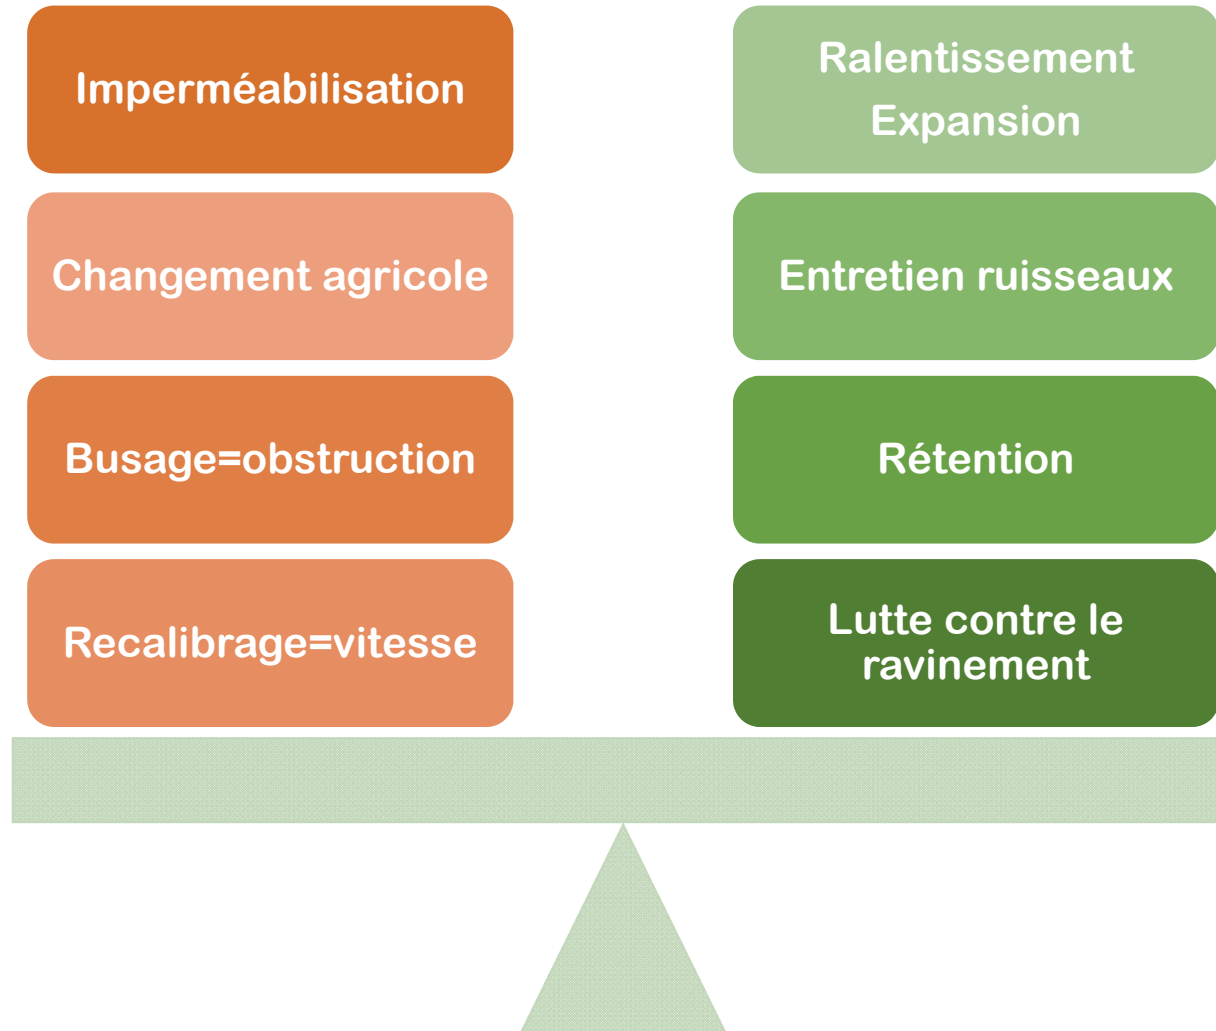 Imperméabilisation
Changement agricole
Busage=obstruction
Recalibrage=vitesse
Ralentissement
Expansion
Entretien ruisseaux
Rétention
Lutte contre le
ravinement